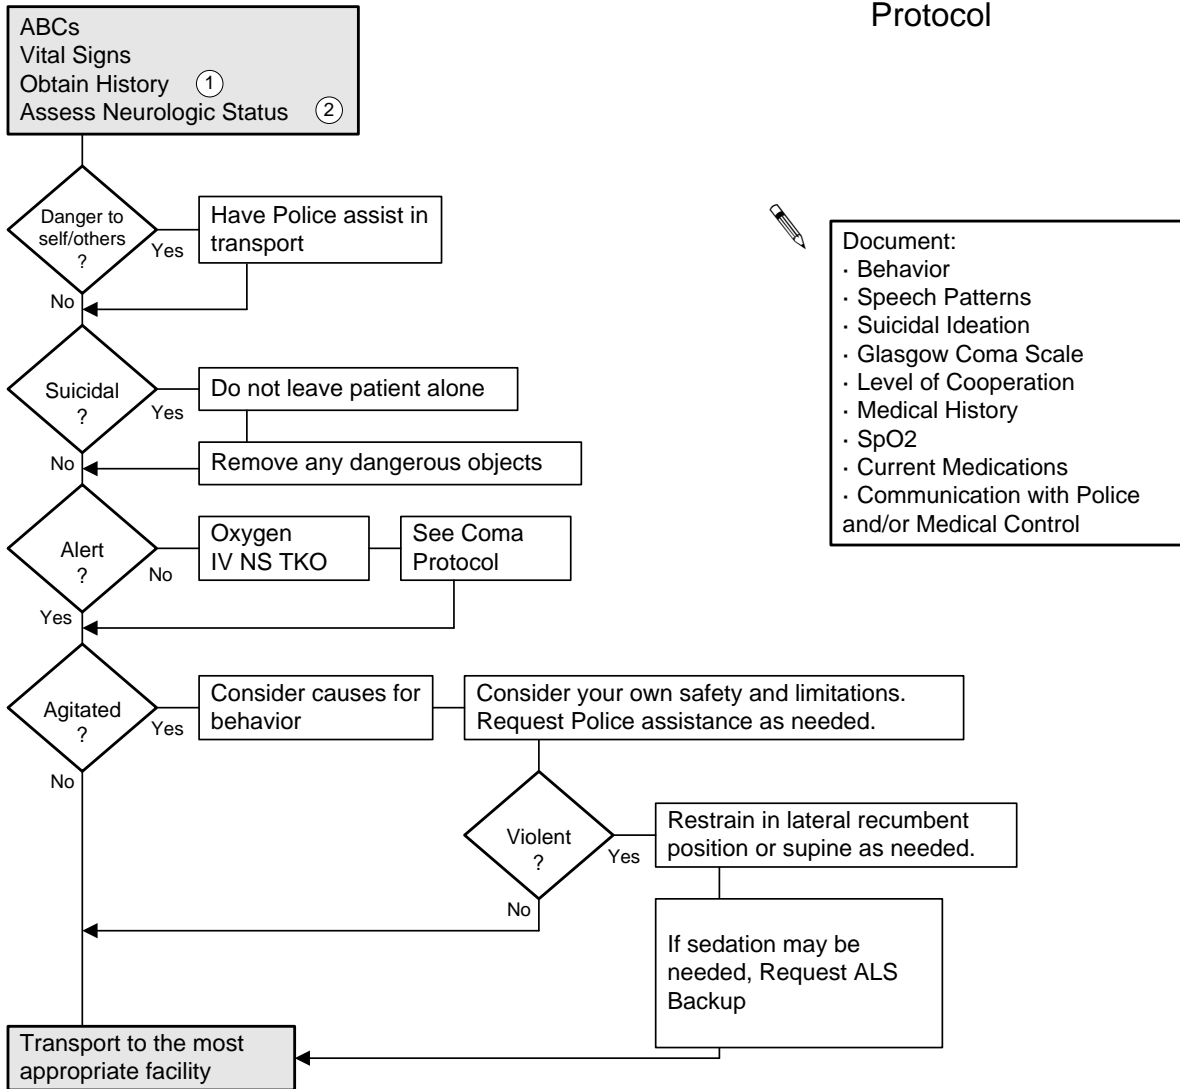 Protocol
ABCs
Vital Signs
Obtain History 1
Assess Neurologic Status 2
Danger to
self/others
?
Yes
Have Police assist in
transport
No
Document:
· Behavior
· Speech Patterns
· Suicidal Ideation
· Glasgow Coma Scale
· Level of Cooperation
· Medical History
· SpO2
· Current Medications
· Communication with Police
and/or Medical Control
Suicidal
?
Yes
Do not leave patient alone
Remove any dangerous objects
No
Alert
?
No
Oxygen
IV NS TKO
See Coma
Protocol
Yes
Agitated
?
Yes
Consider causes for
behavior
Consider your own safety and limitations.
Request Police assistance as needed.
No
Violent
?
Yes
Restrain in lateral recumbent
position or supine as needed.
No
If sedation may be
needed, Request ALS
Backup
Transport to the most
appropriate facility